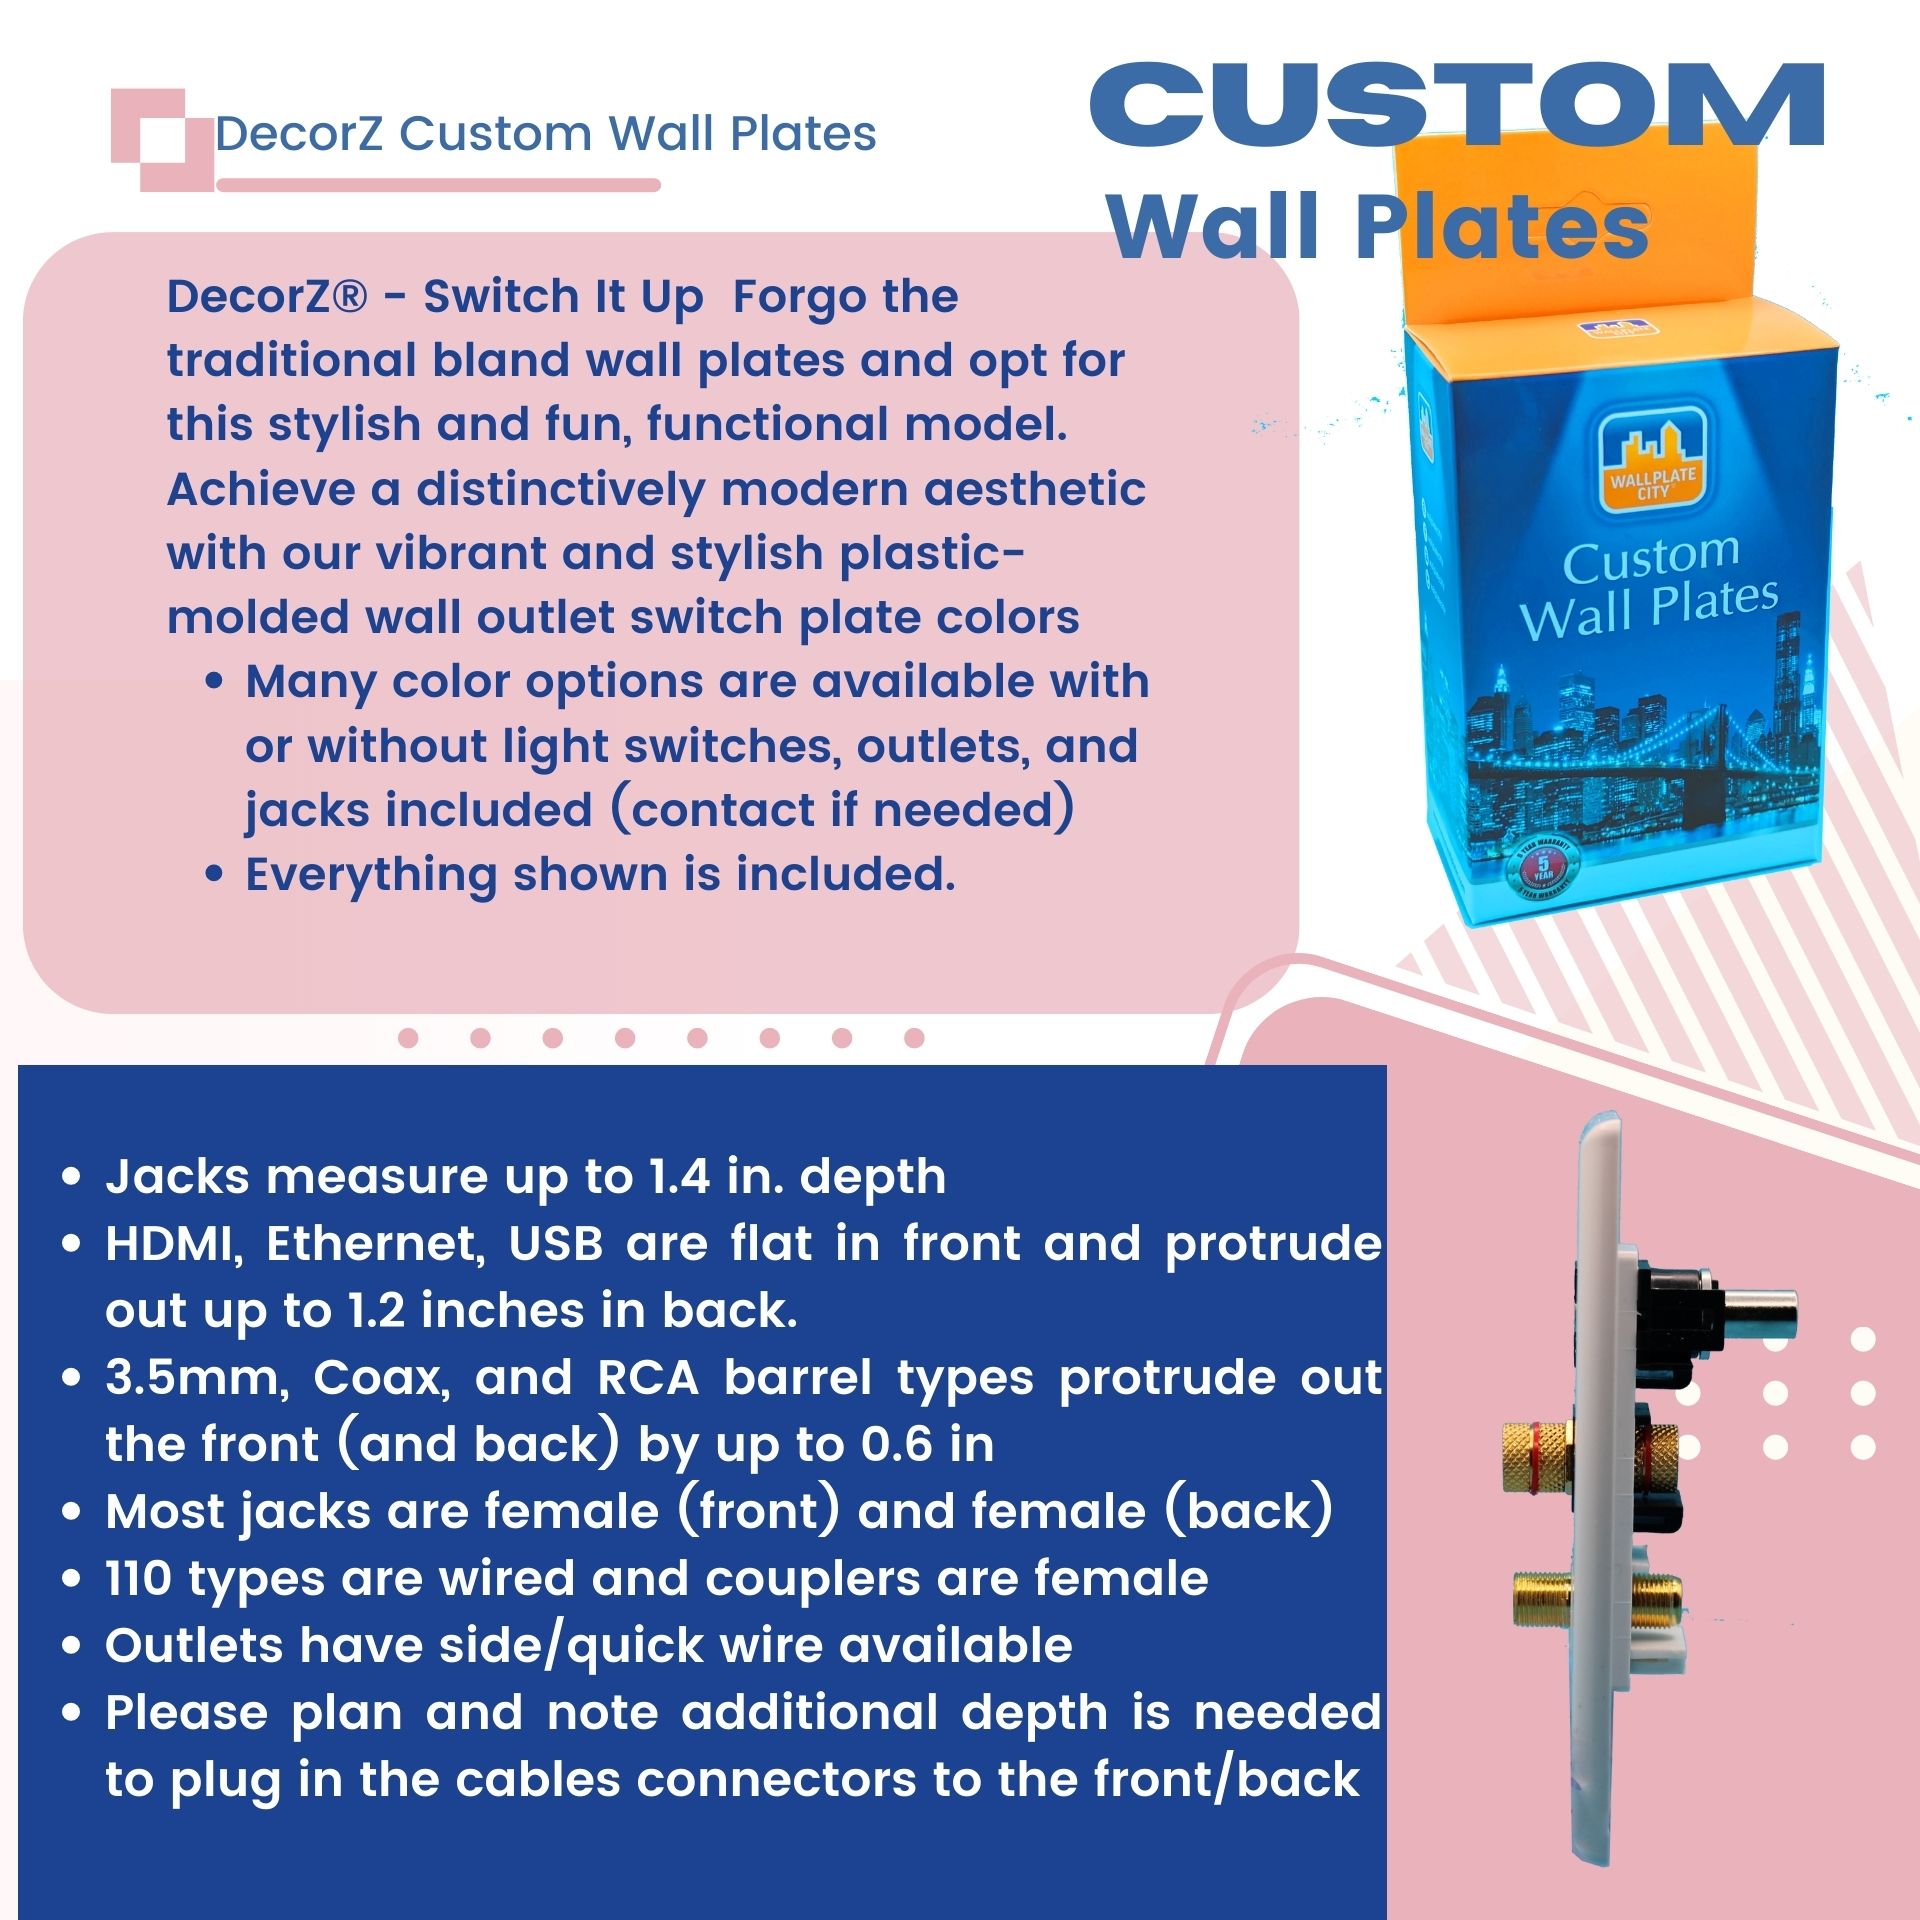 CUSTOM
Wall Plates
DecorZ Custom Wall Plates
DecorZ® - Switch It Up  Forgo the
traditional bland wall plates and opt for
this stylish and fun, functional model.
Achieve a distinctively modern aesthetic
with our vibrant and stylish plastic-
molded wall outlet switch plate colors
• Many color options are available with
or without light switches, outlets, and
jacks included (contact if needed)
• Everything shown is included.
WALLPLATE
CITY
WALLPLATE
CITY
Custom
Wall Plates
5 YEAR WARRANTY
5
YEAR
5 YEAR WARRANTY
• Jacks measure up to 1.4 in. depth
• HDMI, Ethernet, USB are flat in front and protrude
out up to 1.2 inches in back.
• 3.5mm, Coax, and RCA barrel types protrude out
the front (and back) by up to 0.6 in
• Most jacks are female (front) and female (back)
• 110 types are wired and couplers are female
• Outlets have side/quick wire available
• Please plan and note additional depth is needed
to plug in the cables connectors to the front/back